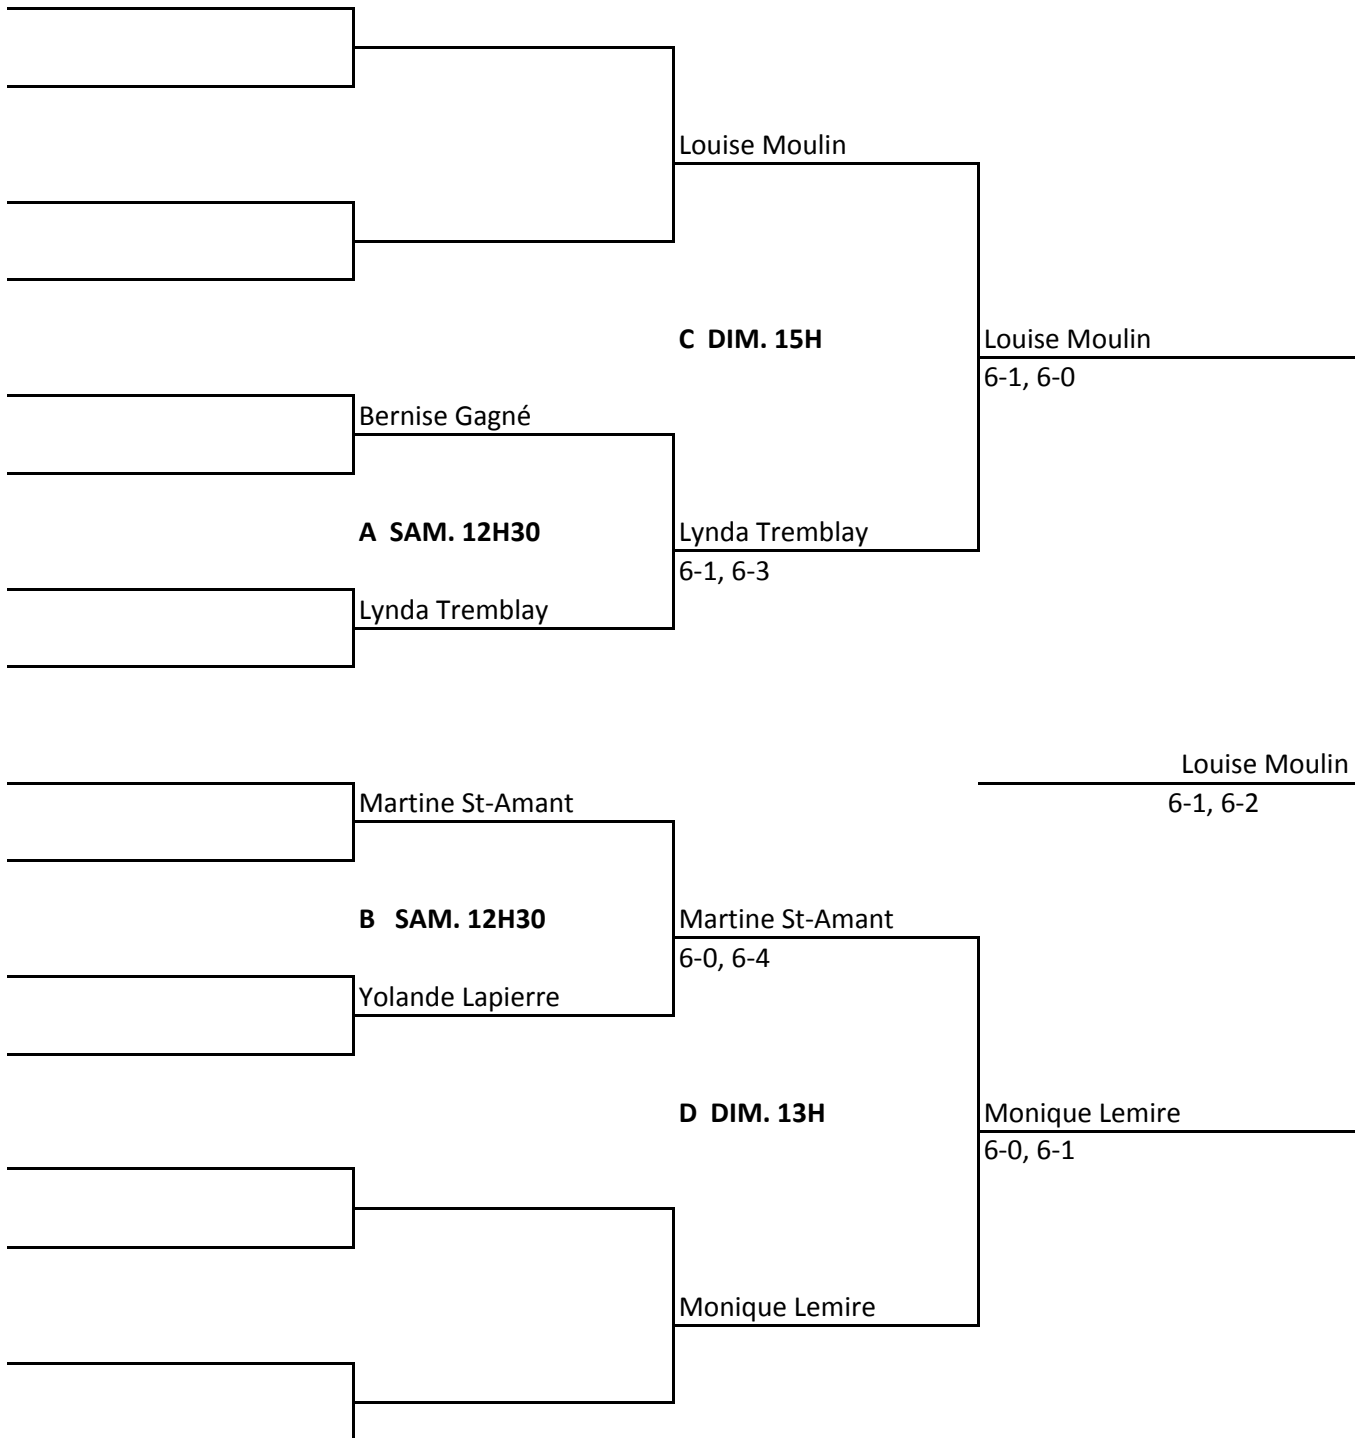 Louise Moulin
C DIM. 15H
Louise Moulin
6-1, 6-0
Bernise Gagné
A SAM. 12H30
Lynda Tremblay
6-1, 6-3
Lynda Tremblay
Louise Moulin
6-1, 6-2
Martine St-Amant
B SAM. 12H30
Martine St-Amant
6-0, 6-4
Yolande Lapierre
D DIM. 13H
Monique Lemire
6-0, 6-1
Monique Lemire